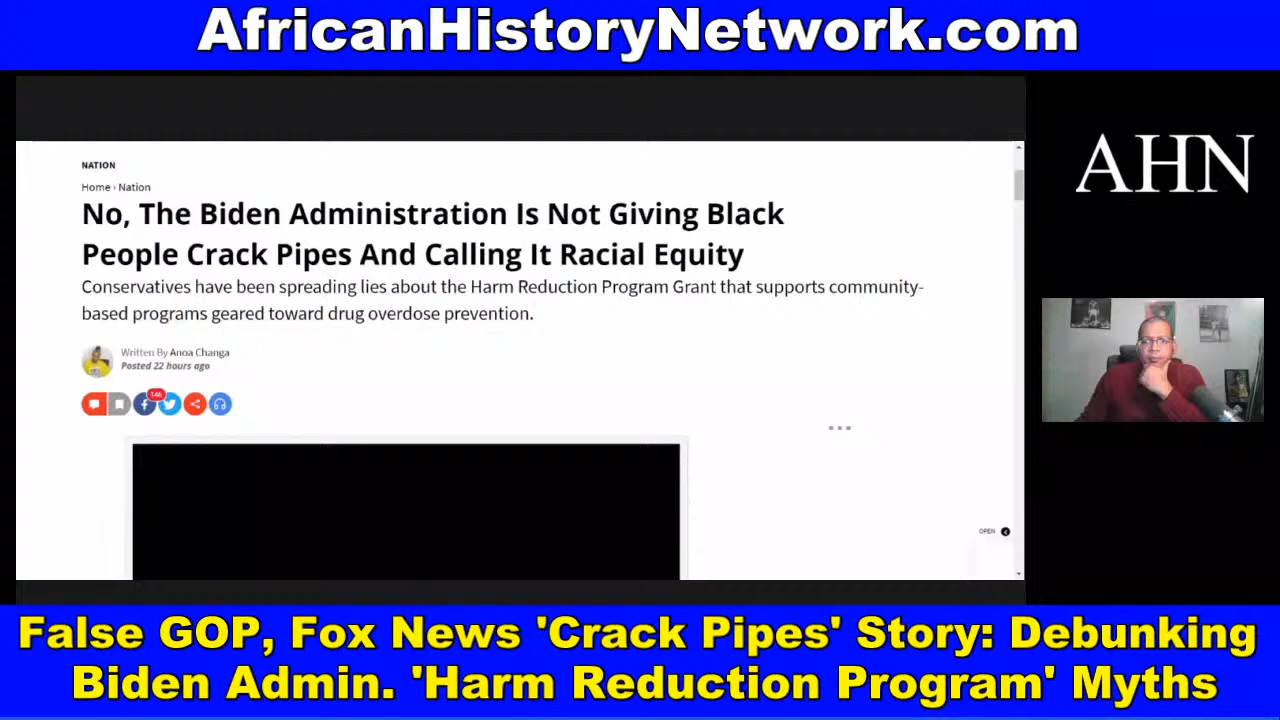 AfricanHistoryNetwork.com
AHN
NATION
Home › Nation
No, The Biden Administration Is Not Giving Black
People Crack Pipes And Calling It Racial Equity
Conservatives have been spreading lies about the Harm Reduction Program Grant that supports community-
based programs geared toward drug overdose prevention.
Written By Anoa Changa
Posted 22 hours ago
146
OPEN
False GOP, Fox News 'Crack Pipes' Story: Debunking
Biden Admin. 'Harm Reduction Program' Myths